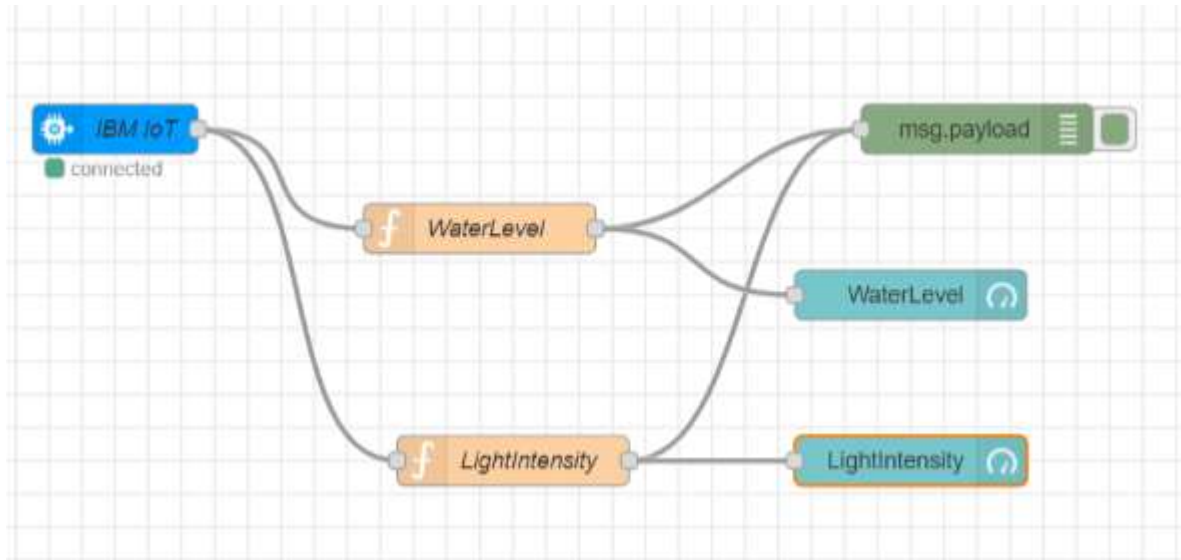 IBM IoT
msg.payload
connected
WaterLevel
WaterLevel
LightIntensity
LightIntensity